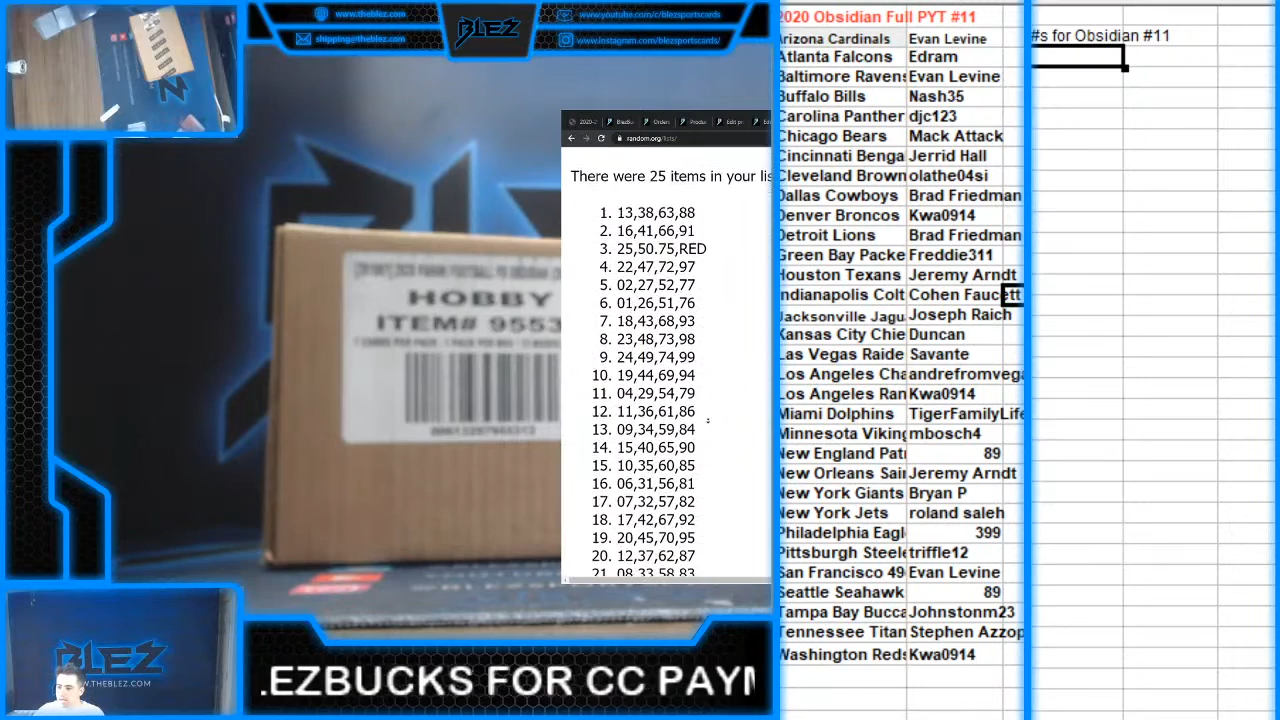 www.theblez.com
www.youtube.com/c/blezsportscards
shipping@theblez.com
www.instagram.com/blezsportscards/
BLEZ
random.org/lists/
There were 25 items in your lis
1. 13,38,63,88
2. 16,41,66,91
3. 25,50.75,RED
4. 22,47,72,97
5. 02,27,52,77
6. 01,26,51,76
7. 18,43,68,93
8. 23,48,73,98
9. 24,49,74,99
10. 19,44,69,94
11. 04,29,54,79
12. 11,36,61,86
13. 09,34,59,84
14. 15,40,65,90
15. 10,35,60,85
16. 06,31,56,81
17. 07,32,57,82
18. 17,42,67,92
19. 20,45,70,95
20. 12,37,62,87
21. 08,33,58,83
HOBBY
ITEM# 9553
2020 Obsidian Full PYT #11
Arizona Cardinals Evan Levine
Atlanta Falcons Edram
Baltimore Ravens Evan Levine
Buffalo Bills Nash35
Carolina Panther djc123
Chicago Bears Mack Attack
Cincinnati Benga Jerrid Hall
Cleveland Brown olathe04si
Dallas Cowboys Brad Friedman
Denver Broncos Kwa0914
Detroit Lions Brad Friedman
Green Bay Packe Freddie311
Houston Texans Jeremy Arndt
Indianapolis Colt Cohen Faucett
Jacksonville Jagu Joseph Raich
Kansas City Chie Duncan
Las Vegas Raide Savante
Los Angeles Cha andrefromvega
Los Angeles Ran Kwa0914
Miami Dolphins TigerFamilyLife
Minnesota Viking mbosch4
New England Patr 89
New Orleans Sai Jeremy Arndt
New York Giants Bryan P
New York Jets roland saleh
Philadelphia Eagl 399
Pittsburgh Steele triffle12
San Francisco 49 Evan Levine
Seattle Seahawk 89
Tampa Bay Bucca Johnstonm23
Tennessee Titan Stephen Azzop
Washington Reds Kwa0914
#s for Obsidian #11
BLEZ
WWW.THEBLEZ.COM
.EZBUCKS FOR CC PAYM